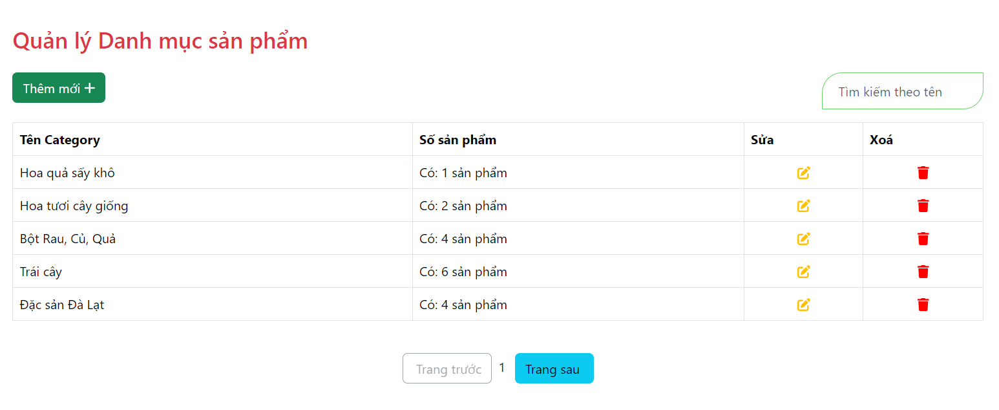 Quản lý Danh mục sản phẩm
Thêm mới
Tìm kiếm theo tên
Tên Category Số sản phẩm Sửa Xoá
Hoa quả sấy khô Có: 1 sản phẩm
Hoa tươi cây giống Có: 2 sản phẩm
Bột Rau, Củ, Quả Có: 4 sản phẩm
Trái cây Có: 6 sản phẩm
Đặc sản Đà Lạt Có: 4 sản phẩm
Trang trước 1 Trang sau